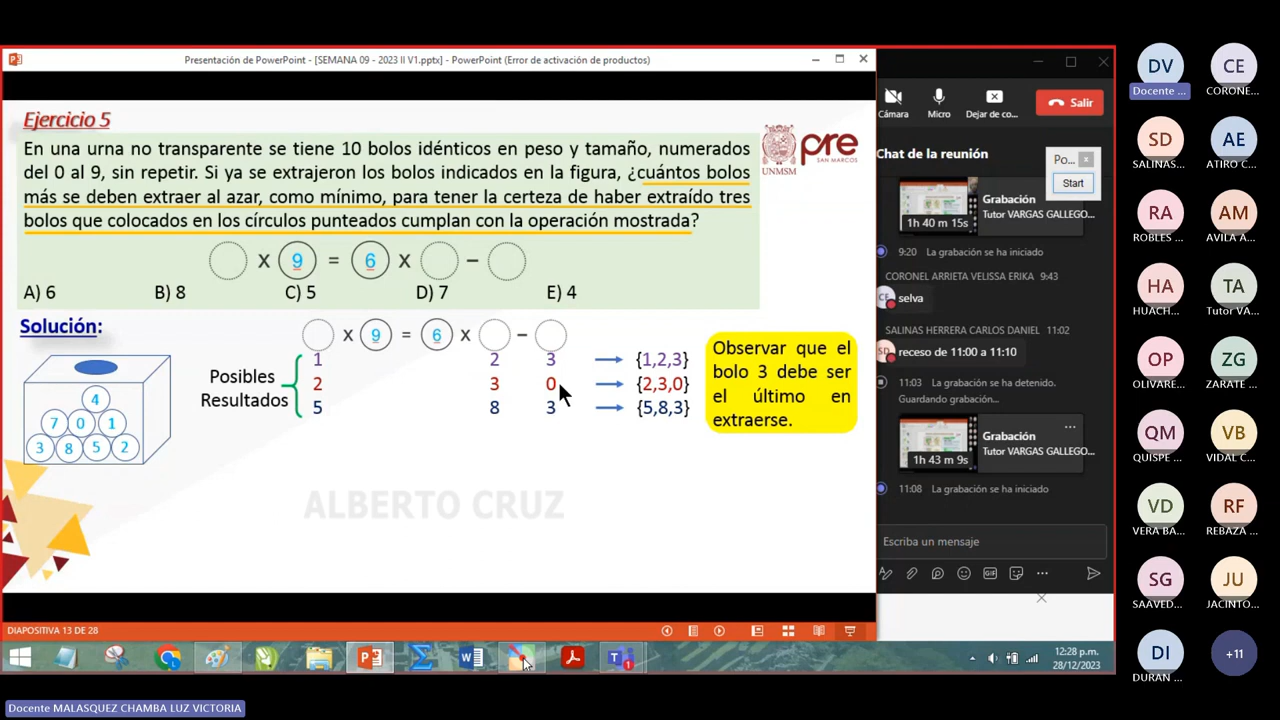 Presentación de PowerPoint - [SEMANA 09 - 2023 II V1.pptx] - PowerPoint (Error de activación de productos)
Ejercicio 5
En una urna no transparente se tiene 10 bolos idénticos en peso y tamaño, numerados
del 0 al 9, sin repetir. Si ya se extrajeron los bolos indicados en la figura, ¿cuántos bolos
más se deben extraer al azar, como mínimo, para tener la certeza de haber extraído tres
bolos que colocados en los círculos punteados cumplan con la operación mostrada?
x 9 = 6 x −
A) 6 B) 8 C) 5 D) 7 E) 4
UNMSM
pre
SAN MARCOS
Solución:
x 9 = 6 x −
Posibles
Resultados
1 2 3 {1,2,3}
2 3 0 {2,3,0}
5 8 3 {5,8,3}
Observar que el
bolo 3 debe ser
el último en
extraerse.
4
7 0 1
3 8 5 2
ALBERTO CRUZ
DIAPOSITIVA 13 DE 28
12:28 p.m.
28/12/2023
Cámara
Micro
Dejar de co...
Salir
Chat de la reunión
Po...
Start
Grabación
Tutor VARGAS GALLEGO...
1h 40 m 15s
9:20 La grabación se ha iniciado
CORONEL ARRIETA VELISSA ERIKA 9:43
CE
selva
SALINAS HERRERA CARLOS DANIEL 11:02
SD
receso de 11:00 a 11:10
11:03 La grabación se ha detenido.
Guardando grabación...
Grabación
Tutor VARGAS GALLEGO...
1h 43 m 9s
11:08 La grabación se ha iniciado
Escriba un mensaje
GIF
DV
Docente ...
CE
CORONE...
SD
SALINAS...
AE
ATIRO C...
RA
ROBLES ...
AM
AVILA A...
HA
HUACH...
TA
Tutor VA...
OP
OLIVARE...
ZG
ZARATE ...
QM
QUISPE ...
VB
VIDAL C...
VD
VERA BA...
RF
REBAZA ...
SG
SAAVED...
JU
JACINTO...
DI
DURAN ...
+11
Docente MALASQUEZ CHAMBA LUZ VICTORIA